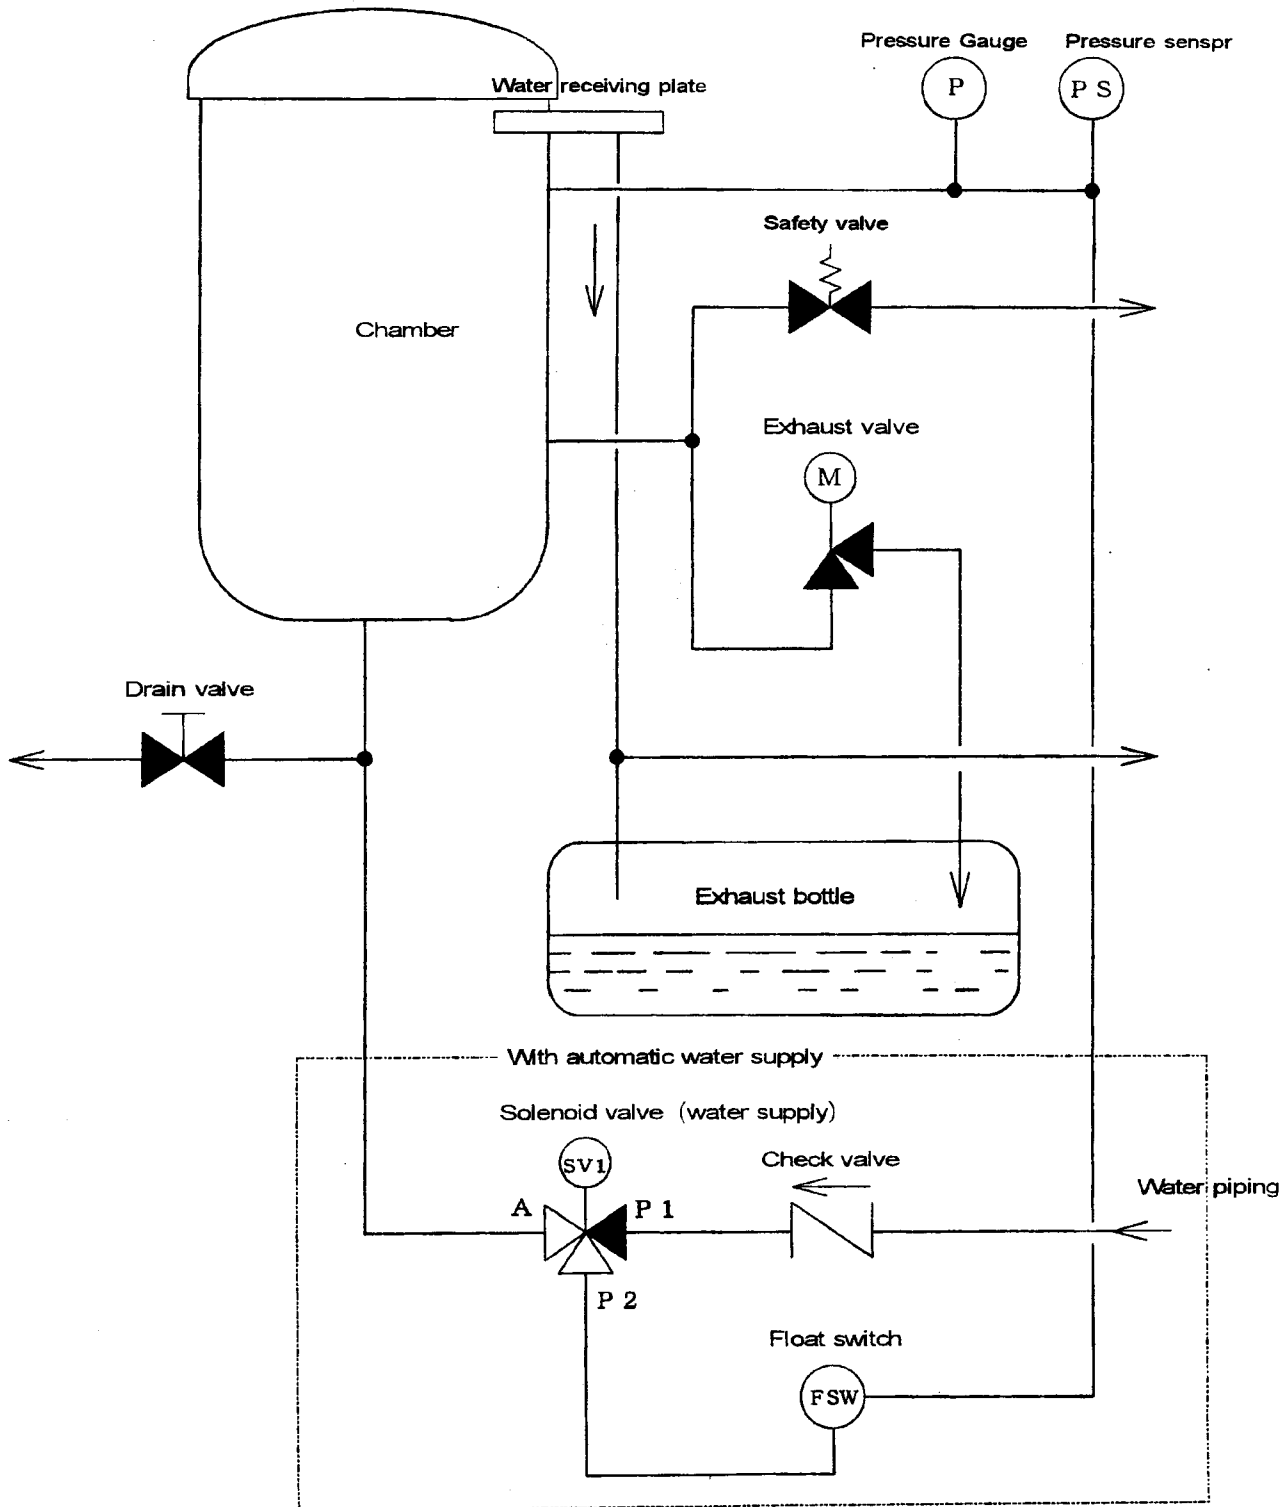 Pressure Gauge
Pressure senspr
P
P S
Water receiving plate
Safety valve
Chamber
Exhaust valve
M
Drain valve
Exhaust bottle
With automatic water supply
Solenoid valve (water supply)
SV1
Check valve
Water piping
A
P 1
P 2
Float switch
FSW